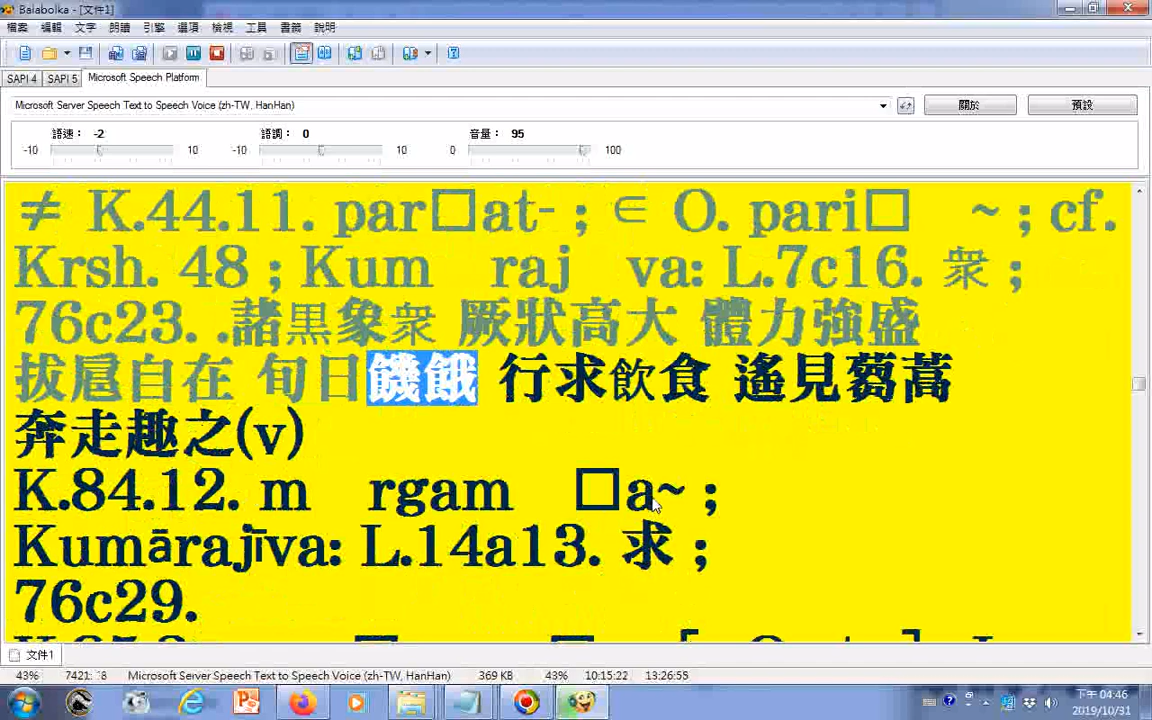 Balabolka - [文件1]
檔案 編輯 文字 朗讀 引擎 選項 檢視 工具 書籤 說明
SAPI 4 SAPI 5 Microsoft Speech Platform
Microsoft Server Speech Text to Speech Voice (zh-TW, HanHan) 關於 預設
語速： -2 語調： 0 音量： 95
-10 10 -10 10 0 100
≠ K.44.11. par□at- ; ∈ O. pari□ ~ ; cf.
Krsh. 48 ; Kum raj va: L.7c16. 衆 ;
76c23. .諸黒象衆 厥狀高大 體力強盛
拔扈自在 旬日饑餓 行求飲食 遙見蒭蒿
奔走趣之(v)
K.84.12. m rgam □a~ ;
Kumārajīva: L.14a13. 求 ;
76c29.
文件1
43% Microsoft Server Speech Text to Speech Voice (zh-TW, HanHan) 369 KB 43% 10:15:22 13:26:55
下午 04:46
2019/10/31